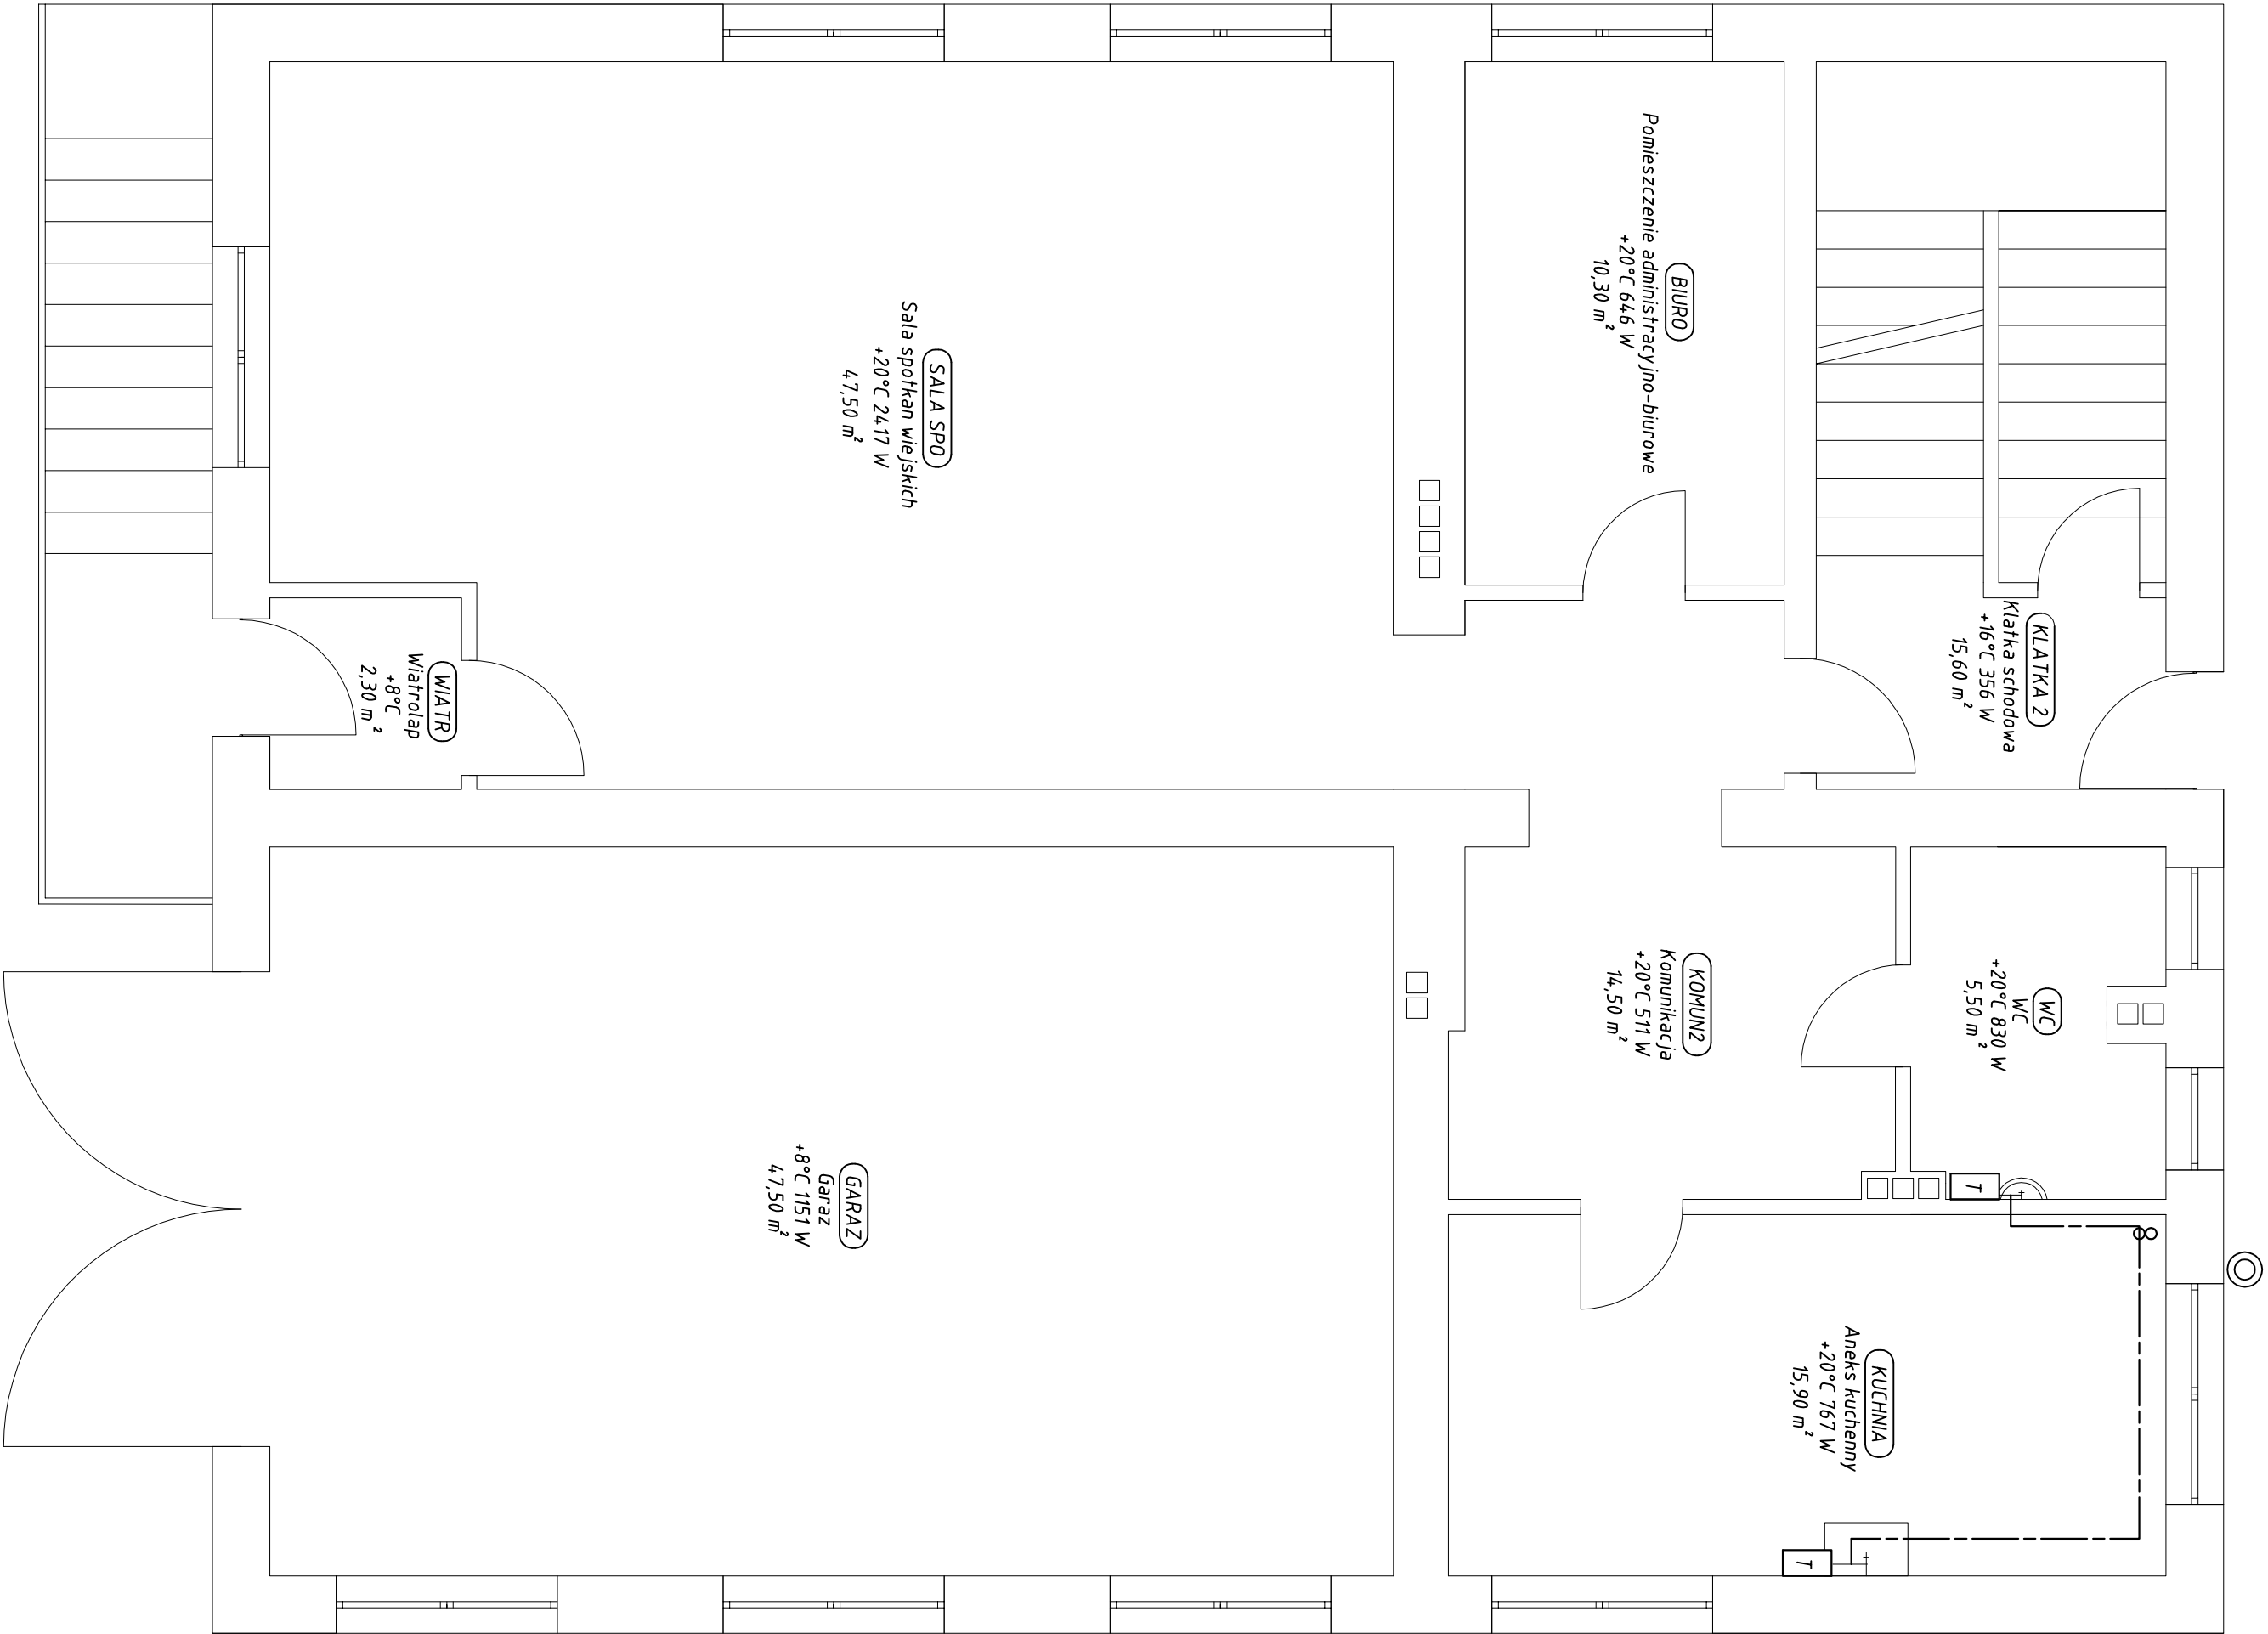 BIURO
Pomieszczenie administracyjno-biurowe
+20°C 646 W
10,30 m²
SALA SPO
Sala spotkan wiejskich
+20°C 2417 W
47,50 m²
KLATKA 2
Klatka schodowa
+16°C 356 W
15,60 m²
WIATR
Wiatrolap
+8°C
2,30 m²
WC
WC
+20°C 830 W
5,50 m²
KOMUN2
Komunikacja
+20°C 511 W
14,50 m²
GARAZ
Garaz
+8°C 1151 W
47,50 m²
T
KUCHNIA
Aneks kuchenny
+20°C 767 W
15,90 m²
T